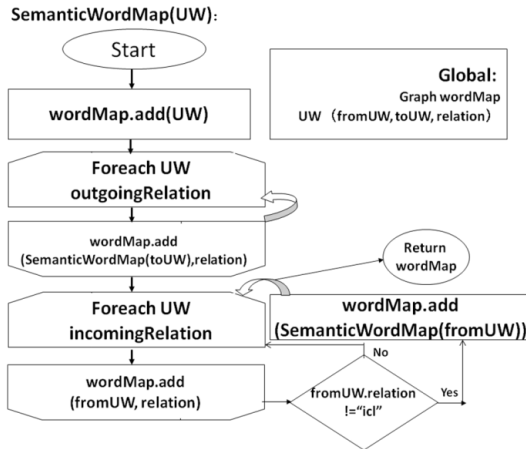 SemanticWordMap(UW):
Start
wordMap.add(UW)
Global:
Graph wordMap
UW (fromUW, toUW, relation)
Foreach UW
outgoingRelation
wordMap.add
(SemanticWordMap(toUW),relation)
Return
wordMap
Foreach UW
incomingRelation
wordMap.add
(SemanticWordMap(fromUW))
No
wordMap.add
(fromUW, relation)
fromUW.relation
!=“icl”
Yes